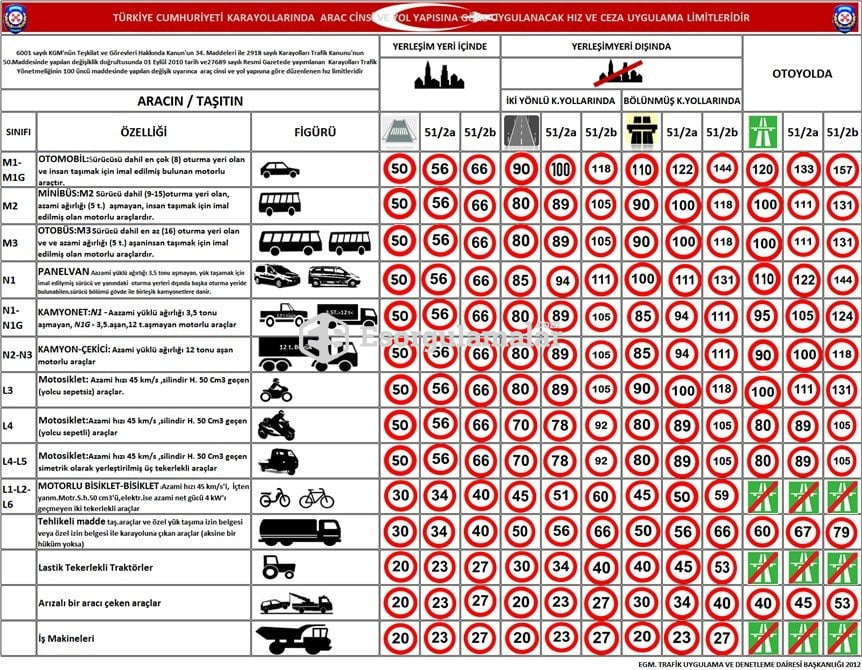 TÜRKİYE CUMHURİYETİ KARAYOLLARINDA ARAC CİNSİ VE YOL YAPISINA GÖRE UYGULANACAK HIZ VE CEZA UYGULAMA LİMİTLERİDİR
6001 sayılı KGM'nün Teşkilat ve Görevleri Hakkında Kanun'un 34. Maddeleri ile 2918 sayılı Karayolları Trafik Kanunu'nun
50.Maddesinde yapılan değişiklik doğrultusunda 01 Eylül 2010 tarih ve27689 sayılı Resmi Gazetede yayımlanan Karayolları Trafik
Yönetmeliğinin 100 üncü maddesinde yapılan değişik uyarınca araç cinsi ve yol yapısına göre düzenlenen hız limitleridir
YERLEŞİM YERİ İÇİNDE
YERLEŞİMYERİ DIŞINDA
OTOYOLDA
ARACIN / TAŞITIN
İKİ YÖNLÜ K.YOLLARINDA
BÖLÜNMÜŞ K.YOLLARINDA
SINIFI ÖZELLİĞİ FİGÜRÜ 51/2a 51/2b 51/2a 51/2b 51/2a 51/2b 51/2a 51/2b
M1-
M1G
OTOMOBİL:Sürücüsü dahil en çok (8) oturma yeri olan
ve insan taşımak için imal edilmiş bulunan motorlu
araçtır.
50 56 66 90 100 118 110 122 144 120 133 157
M2
MİNİBÜS:M2 Sürücü dahil (9-15)oturma yeri olan,
azami ağırlığı (5 t.) aşmayan, insan taşımak için imal
edilmiş olan motorlu araçlardır.
50 56 66 80 89 105 90 100 118 100 111 131
M3
OTOBÜS:M3 Sürücü dahil en az (16) oturma yeri olan
ve ve azami ağırlığı (5 t.) aşaninsan taşımak için imal
edilmiş olan motorlu araçlardır.
50 56 66 80 89 105 90 100 118 100 111 131
N1
PANELVAN Aazami yüklü ağırlığı 3,5 tonu aşmayan, yük taşamak için
imal edilmiş sürücü ve yanındaki oturma yerleri dışında başka oturma yeride
bulunabilen,sürücü bölümü gövde ile birleşik kamyonetlere danir.
50 56 66 85 94 111 100 111 131 110 122 144
N1-
N1G
KAMYONET:N1 - Aazami yüklü ağırlığı 3,5 tonu
aşmayan, N1G - 3,5.aşan,12 t.aşmayan motorlu araçlar
50 56 66 80 89 105 85 94 111 95 105 124
N2-N3
KAMYON-ÇEKİCİ: Azami yüklü ağırlığı 12 tonu aşan
motorlu araçlar
50 56 66 80 89 105 85 94 111 90 100 118
L3
Motosiklet: Azami hızı 45 km/s ,silindir H. 50 Cm3 geçen
(yolcu sepetsiz) araçlar.
50 56 66 80 89 105 90 100 118 100 111 131
L4
Motosiklet:Azami hızı 45 km/s ,silindir H. 50 Cm3 geçen
(yolcu sepetli) araçlar
50 56 66 70 78 92 80 89 105 80 89 105
L4-L5
Motosiklet:Azami hızı 45 km/s ,silindir H. 50 Cm3 geçen
simetrik olarak yerleştirilmiş üç tekerlekli araçlar
50 56 66 70 78 92 80 89 105 80 89 105
L1-L2-
L6
MOTORLU BİSİKLET-BİSİKLET:Azami hızı 45 km/s'i, İçten
yanm.Motr.S.h.50 cm3'ü,elektr.ise azami net gücü 4 kW'ı
geçmeyen iki tekerlekli araçlar
30 34 40 45 51 60 45 50 59
Tehlikeli madde taş.araçlar ve özel yük taşıma izin belgesi
veya özel izin belgesi ile karayoluna çıkan araçlar (aksine bir
hüküm yoksa)
30 34 40 50 56 66 50 56 66 60 67 79
Lastik Tekerlekli Traktörler
20 23 27 30 34 40 40 45 53
Arızalı bir aracı çeken araçlar
20 23 27 20 23 27 30 34 40 40 45 53
İş Makineleri
20 23 27 20 23 27 20 23 27
EGM. TRAFİK UYGULAMA VE DENETLEME DAİRESİ BAŞKANLIĞI 2012